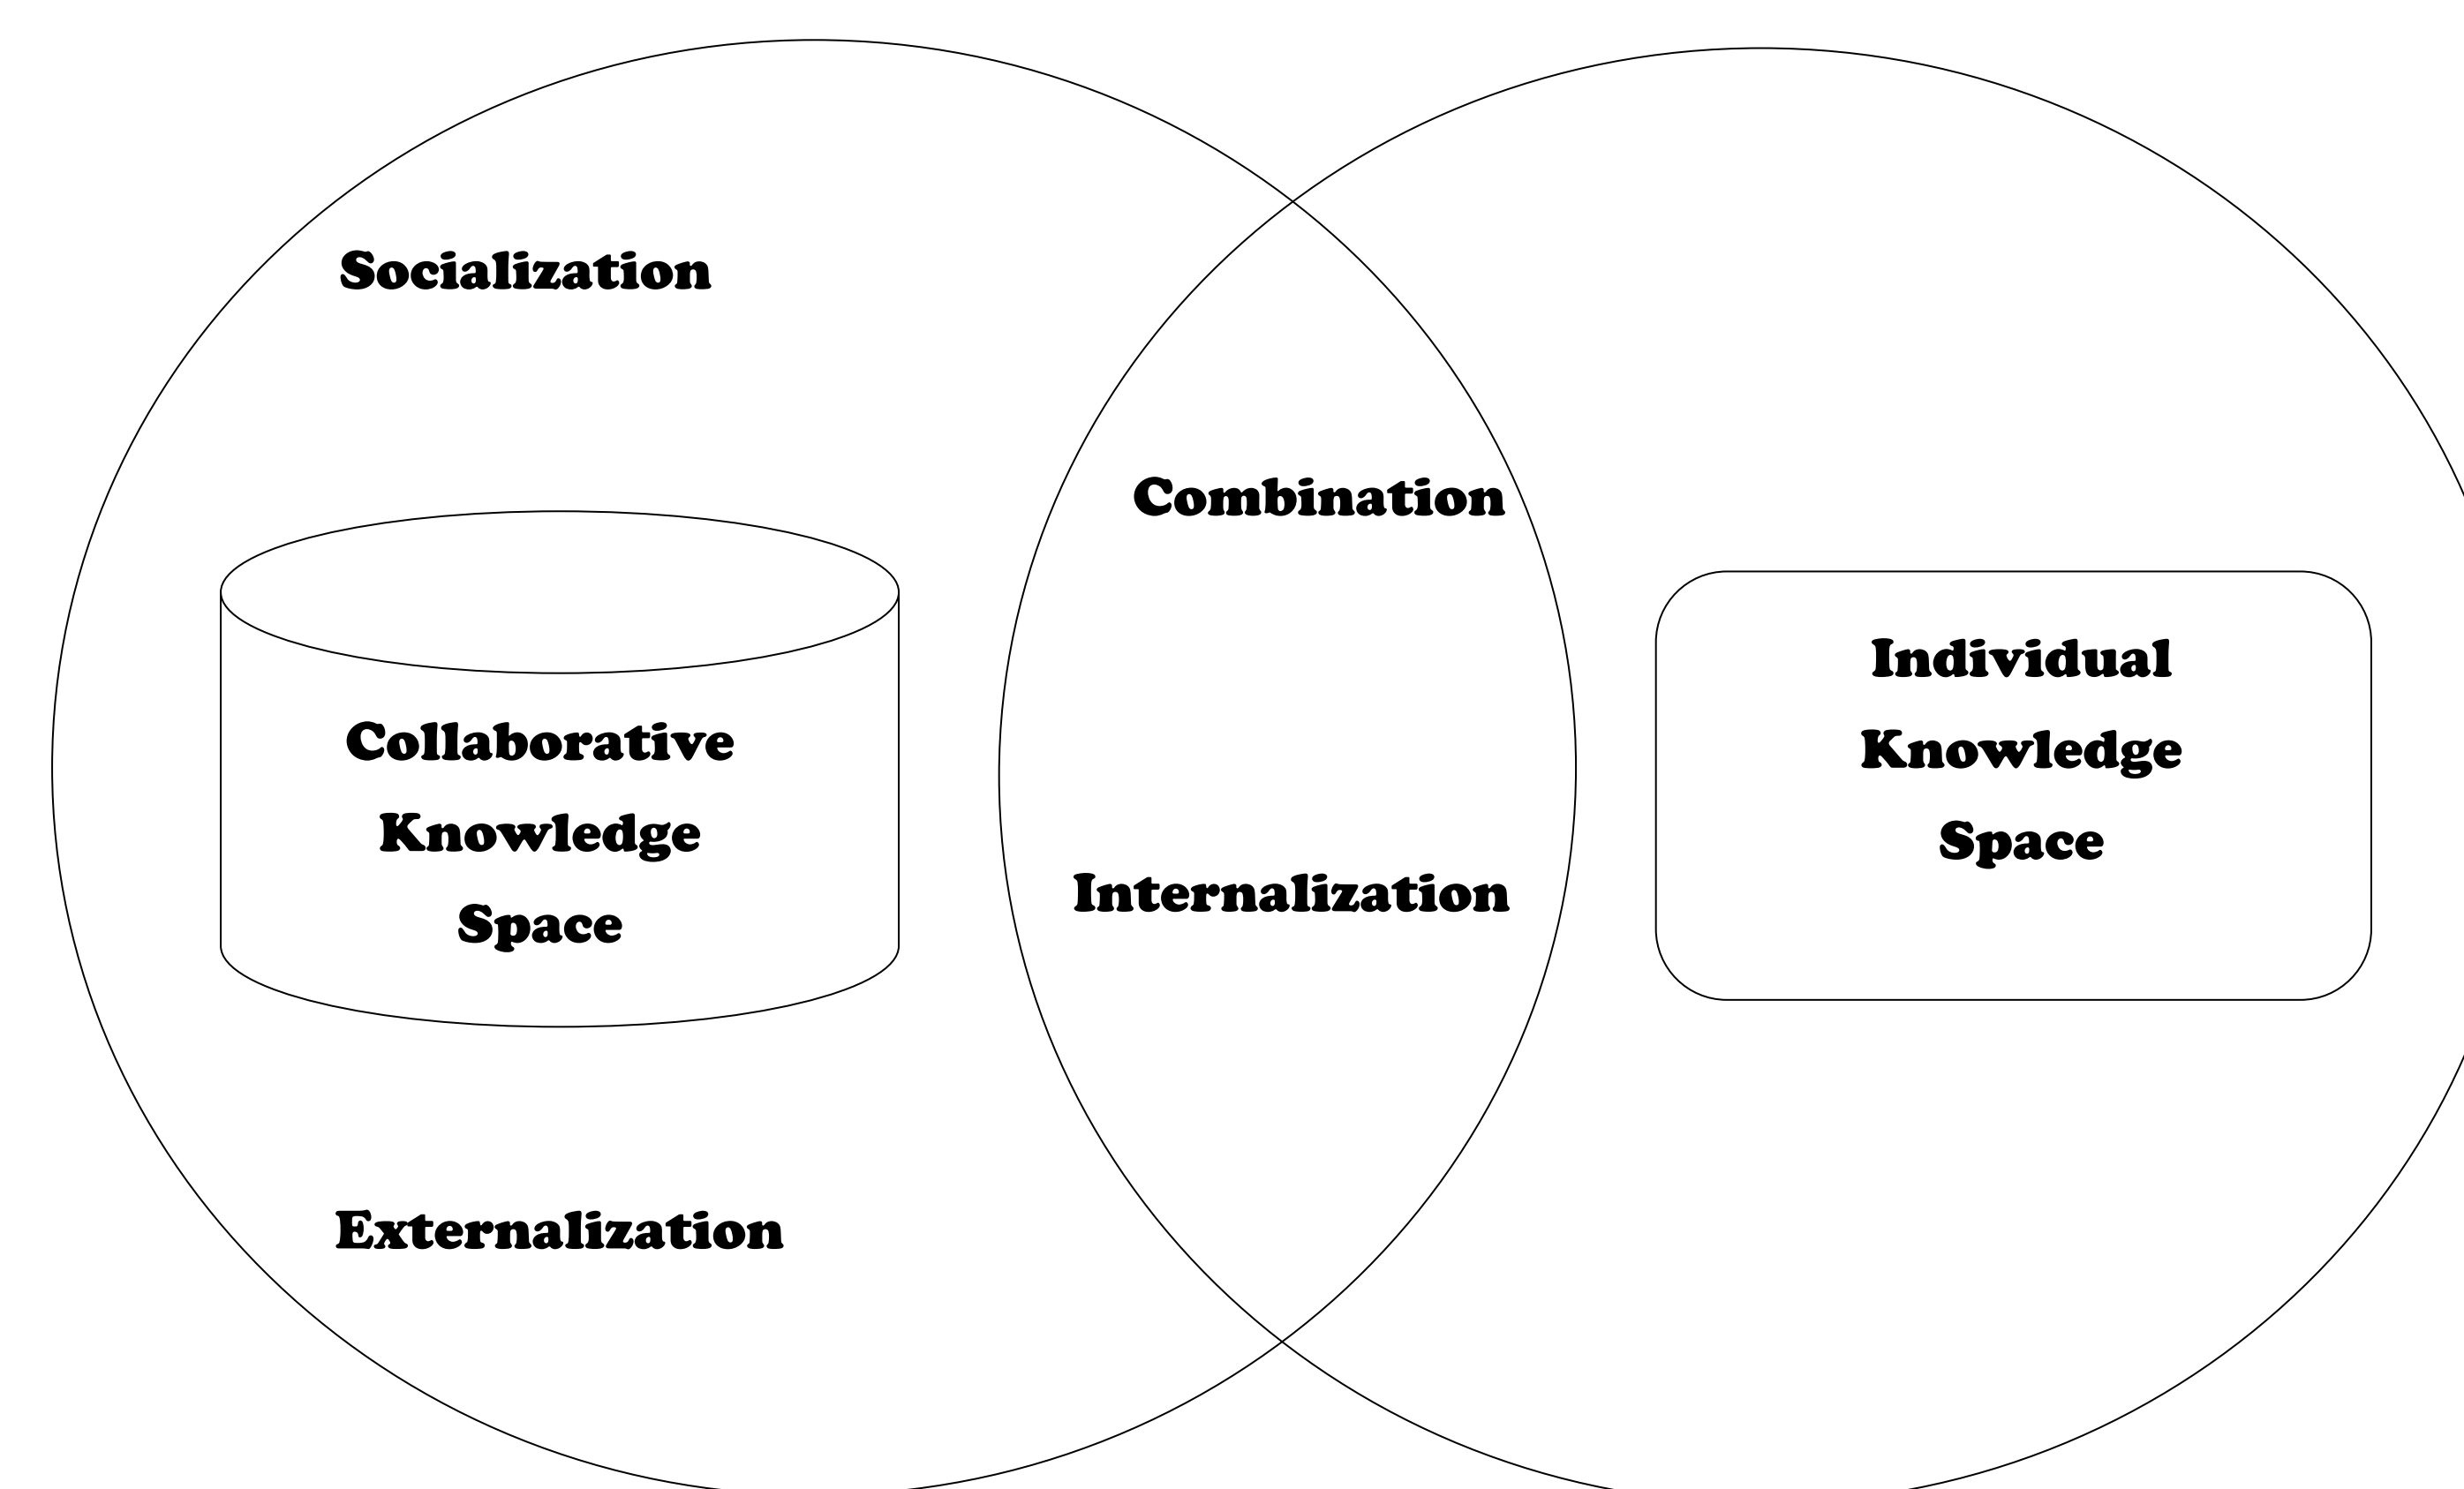 Socialization
Combination
Collaborative
Knowledge
Space
Individual
Knowledge
Space
Internalization
Externalization